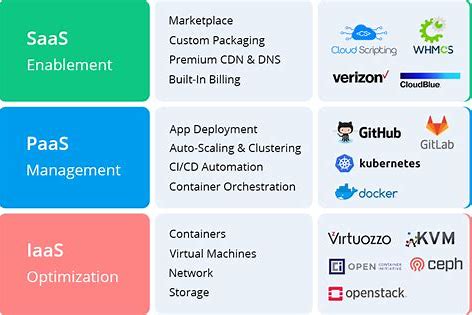 SaaS
Enablement
Marketplace
Custom Packaging
Premium CDN & DNS
Built-In Billing
Cloud Scripting
WHMCS
verizon
CloudBlue
PaaS
Management
App Deployment
Auto-Scaling & Clustering
CI/CD Automation
Container Orchestration
GitHub
GitLab
kubernetes
docker
IaaS
Optimization
Containers
Virtual Machines
Network
Storage
Virtuozzo
KVM
OPEN CONTAINER INITIATIVE
ceph
openstack.